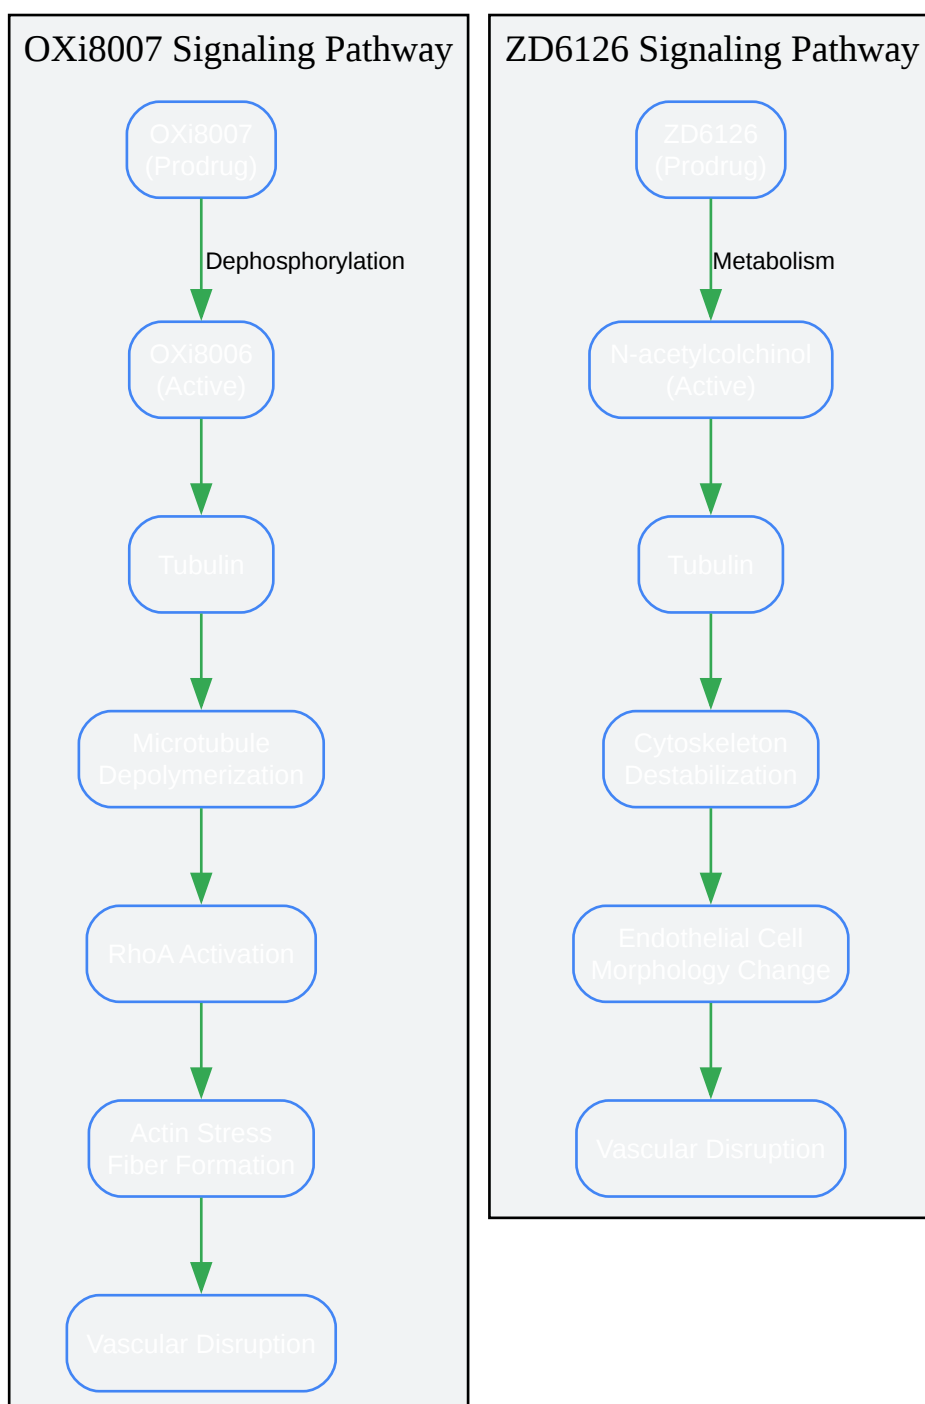 OXi8007 Signaling Pathway
OXi8007
(Prodrug)
Dephosphorylation
OXi8006
(Active)
Tubulin
Microtubule
Depolymerization
RhoA Activation
Actin Stress
Fiber Formation
Vascular Disruption
ZD6126 Signaling Pathway
ZD6126
(Prodrug)
Metabolism
N-acetylcolchinol
(Active)
Tubulin
Cytoskeleton
Destabilization
Endothelial Cell
Morphology Change
Vascular Disruption